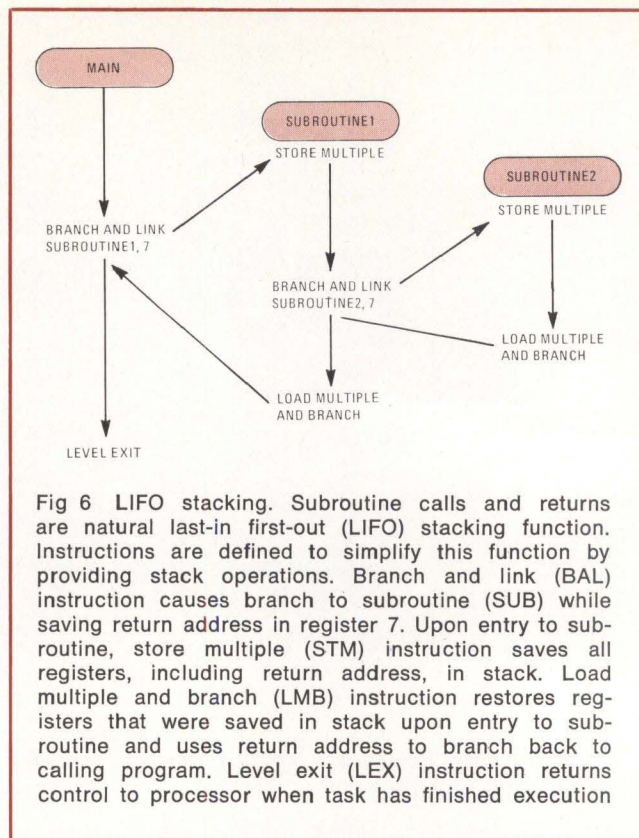 MAIN
SUBROUTINE1
STORE MULTIPLE
SUBROUTINE2
STORE MULTIPLE
BRANCH AND LINK
SUBROUTINE1, 7
BRANCH AND LINK
SUBROUTINE2, 7
LOAD MULTIPLE
AND BRANCH
LOAD MULTIPLE
AND BRANCH
LEVEL EXIT
Fig 6 LIFO stacking. Subroutine calls and returns
are natural last-in first-out (LIFO) stacking function.
Instructions are defined to simplify this function by
providing stack operations. Branch and link (BAL)
instruction causes branch to subroutine (SUB) while
saving return address in register 7. Upon entry to sub-
routine, store multiple (STM) instruction saves all
registers, including return address, in stack. Load
multiple and branch (LMB) instruction restores reg-
isters that were saved in stack upon entry to sub-
routine and uses return address to branch back to
calling program. Level exit (LEX) instruction returns
control to processor when task has finished execution